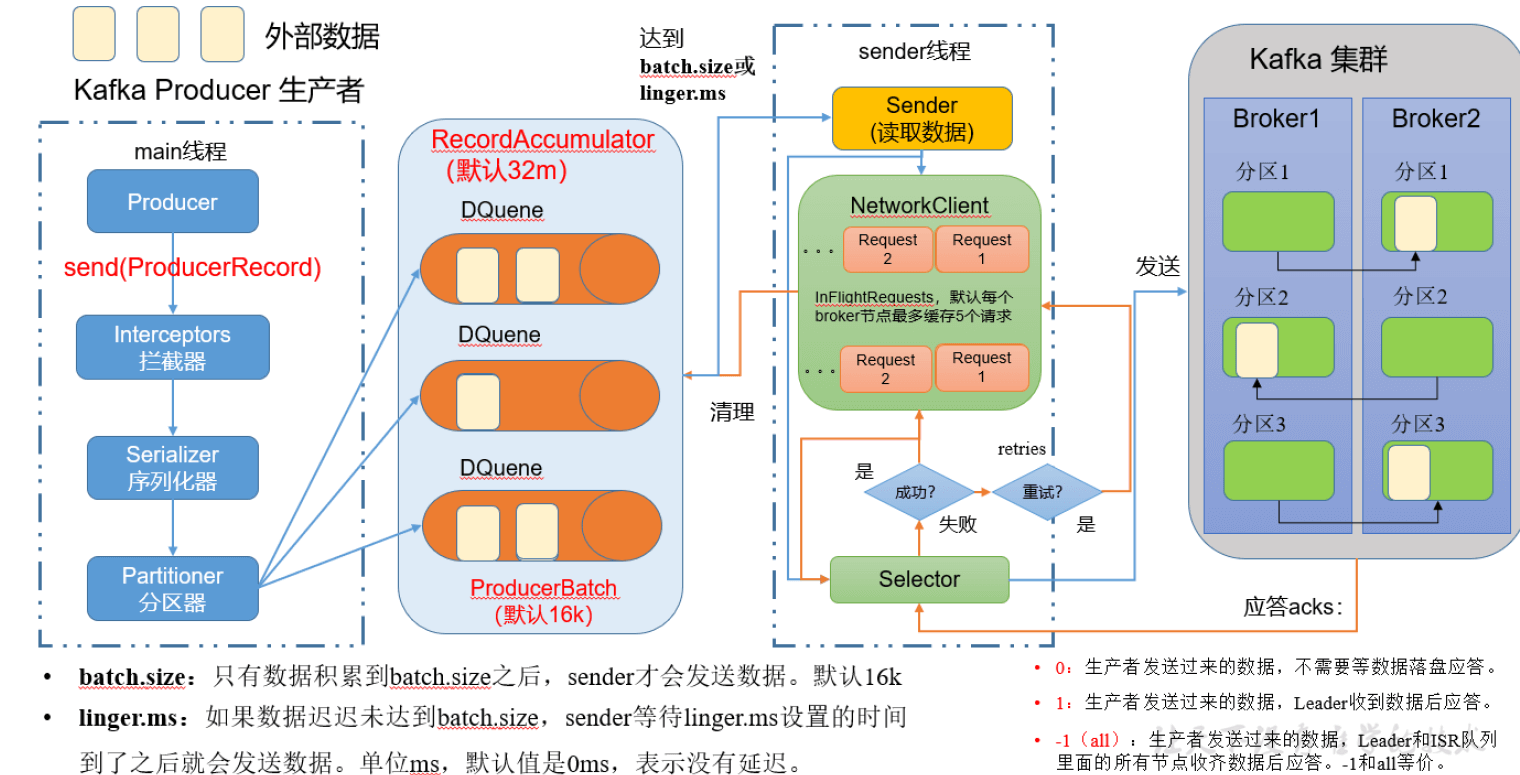 外部数据
Kafka Producer 生产者
main线程
Producer
send(ProducerRecord)
Interceptors
拦截器
Serializer
序列化器
Partitioner
分区器
RecordAccumulator
(默认32m)
DQuene
DQuene
DQuene
ProducerBatch
(默认16k)
达到
batch.size或
linger.ms
清理
sender线程
Sender
(读取数据)
NetworkClient
· · ·
Request
2
Request
1
InFlightRequests，默认每个
broker节点最多缓存5个请求
· · ·
Request
2
Request
1
retries
是
成功？
重试？
失败
是
Selector
发送
Kafka 集群
Broker1
Broker2
分区1
分区1
分区2
分区2
分区3
分区3
应答acks：
• batch.size：只有数据积累到batch.size之后，sender才会发送数据。默认16k
• linger.ms：如果数据迟迟未达到batch.size，sender等待linger.ms设置的时间
到了之后就会发送数据。单位ms，默认值是0ms，表示没有延迟。
• 0：生产者发送过来的数据，不需要等数据落盘应答。
• 1：生产者发送过来的数据，Leader收到数据后应答。
• -1（all）：生产者发送过来的数据，Leader和ISR队列
里面的所有节点收齐数据后应答。-1和all等价。